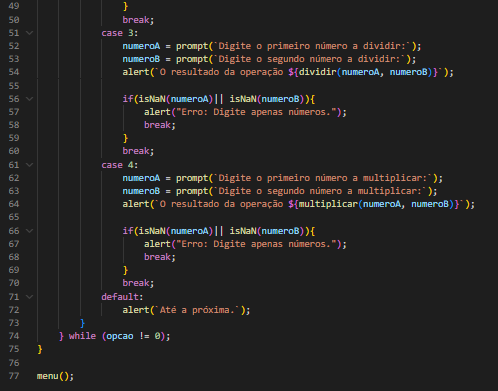 49 }
50 break;
51 case 3:
52 numeroA = prompt(`Digite o primeiro número a dividir:`);
53 numeroB = prompt(`Digite o segundo número a dividir:`);
54 alert(`O resultado da operação ${dividir(numeroA, numeroB)}`);
55
56 if(isNaN(numeroA)|| isNaN(numeroB)){
57 alert("Erro: Digite apenas números.");
58 break;
59 }
60 break;
61 case 4:
62 numeroA = prompt(`Digite o primeiro número a multiplicar:`);
63 numeroB = prompt(`Digite o segundo número a multiplicar:`);
64 alert(`O resultado da operação ${multiplicar(numeroA, numeroB)}`);
65
66 if(isNaN(numeroA)|| isNaN(numeroB)){
67 alert("Erro: Digite apenas números.");
68 break;
69 }
70 break;
71 default:
72 alert(`Até a próxima.`);
73 }
74 } while (opcao != 0);
75 }
76
77 menu();